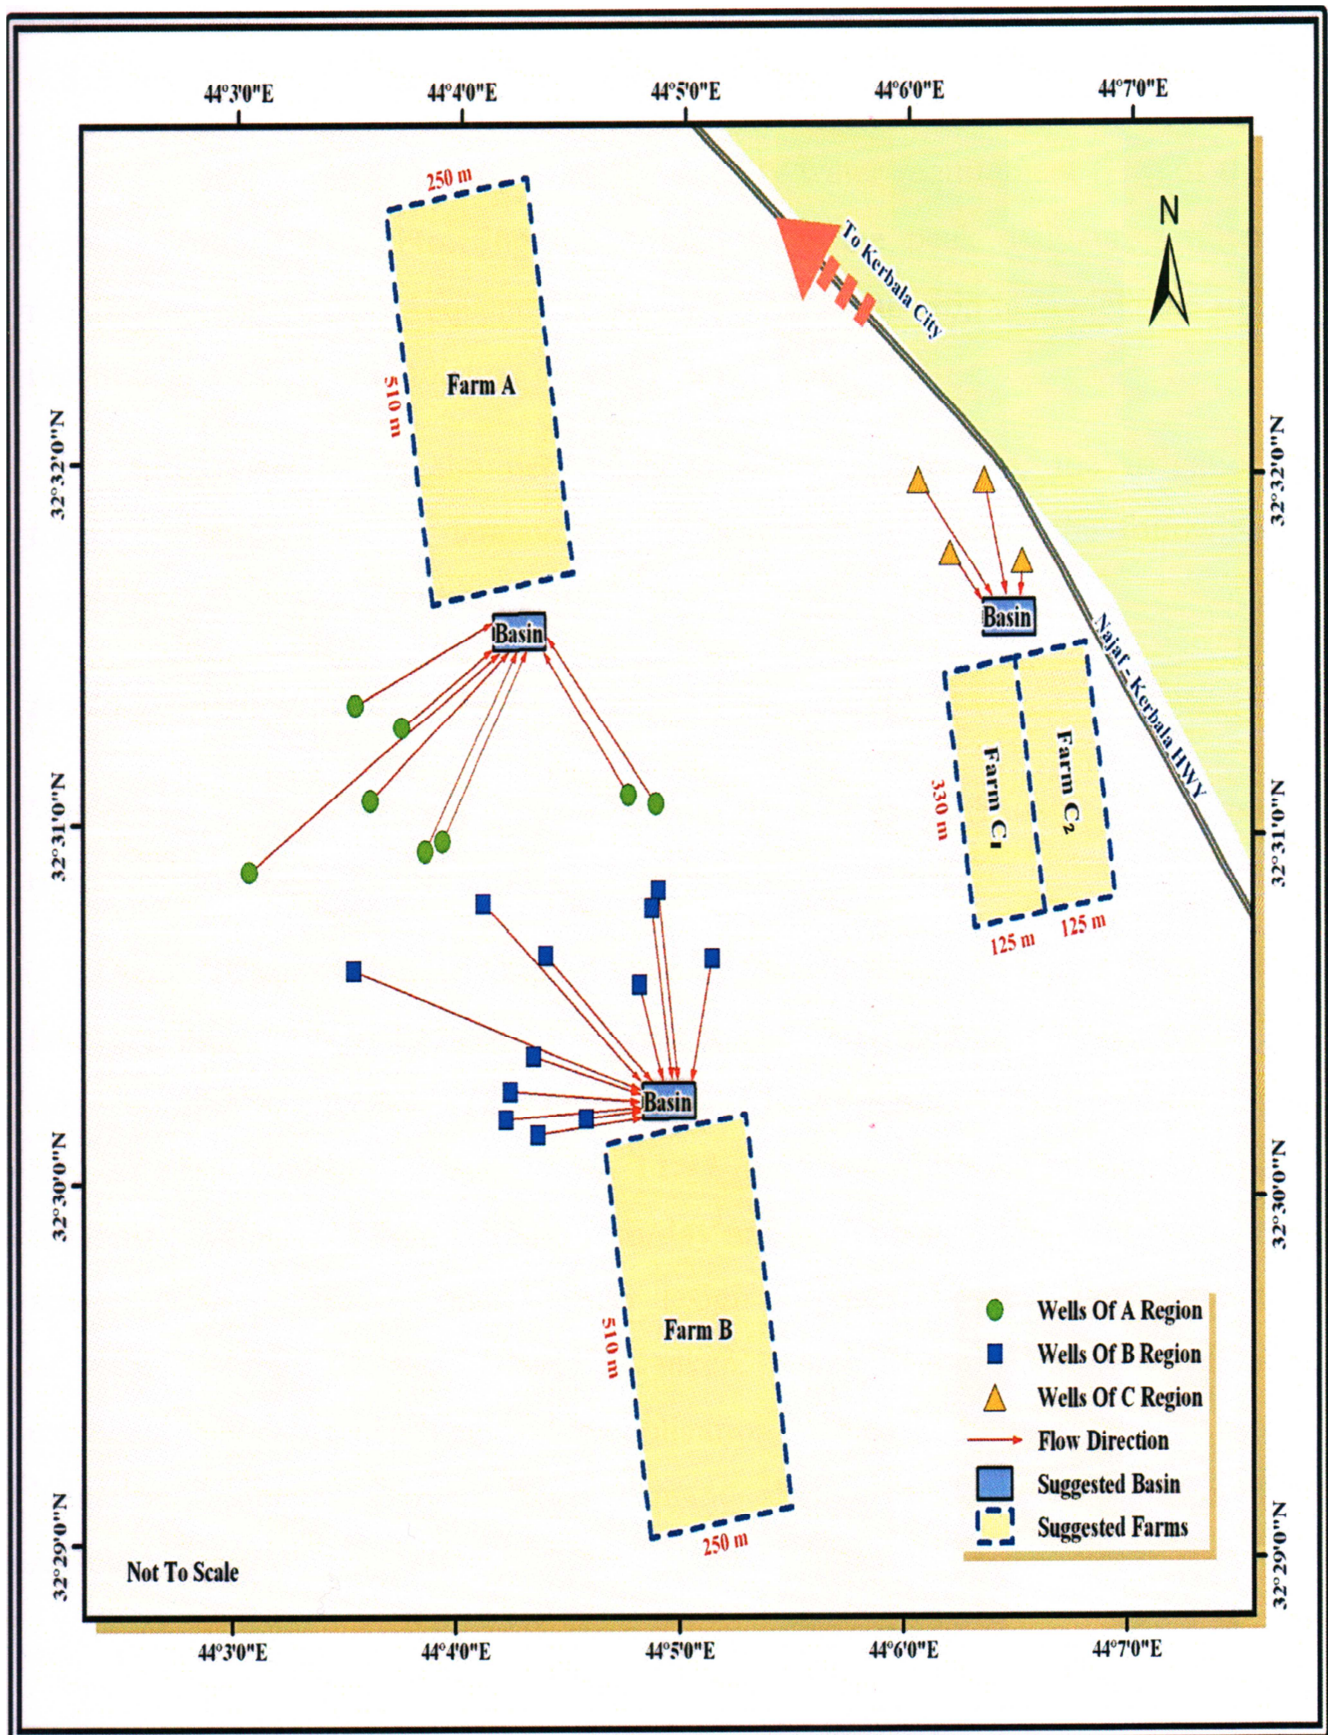 44°3'0"E 44°4'0"E 44°5'0"E 44°6'0"E 44°7'0"E
250 m
N
To Kerbala City
510 m
Farm A
32°32'0"N
32°32'0"N
Basin
Basin
Najaf - Kerbala HWY
330 m
Farm C₁
Farm C₂
125 m
125 m
32°31'0"N
32°31'0"N
Basin
32°30'0"N
32°30'0"N
510 m
Farm B
250 m
Wells Of A Region
Wells Of B Region
Wells Of C Region
Flow Direction
Suggested Basin
Suggested Farms
32°29'0"N
32°29'0"N
Not To Scale
44°3'0"E 44°4'0"E 44°5'0"E 44°6'0"E 44°7'0"E